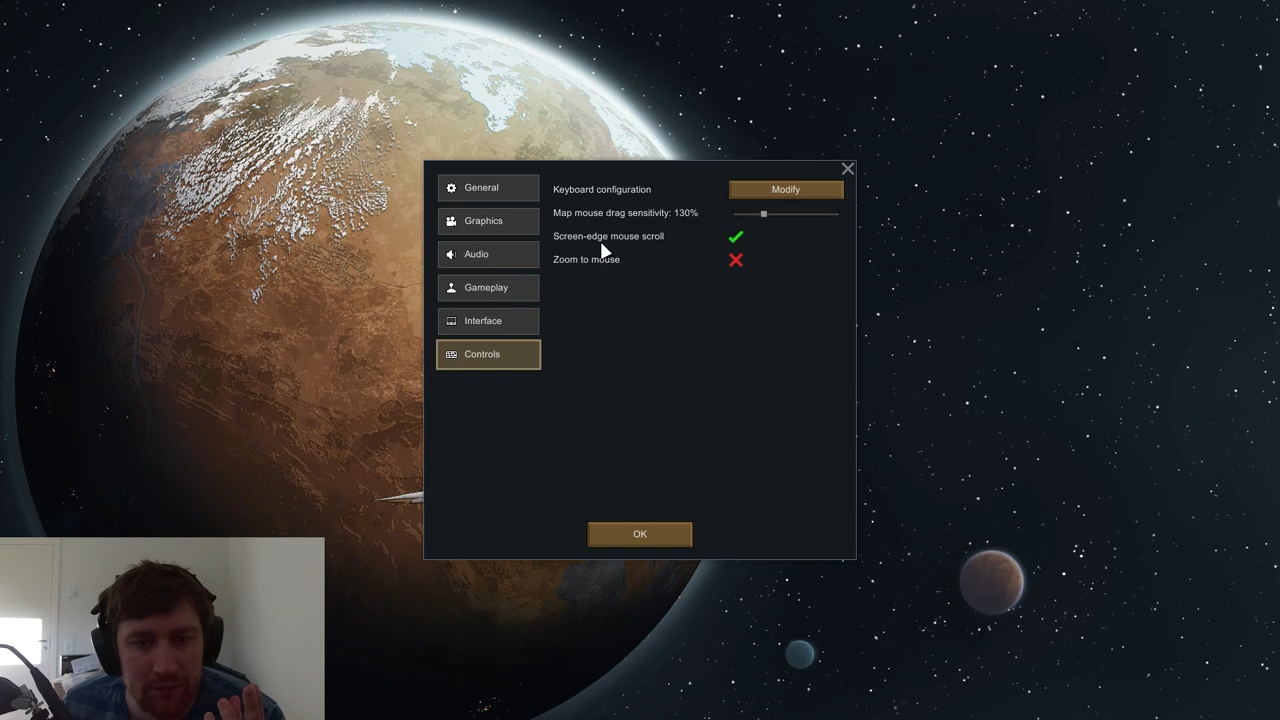 General
Graphics
Audio
Gameplay
Interface
Controls
Keyboard configuration
Modify
Map mouse drag sensitivity: 130%
Screen-edge mouse scroll
Zoom to mouse
OK